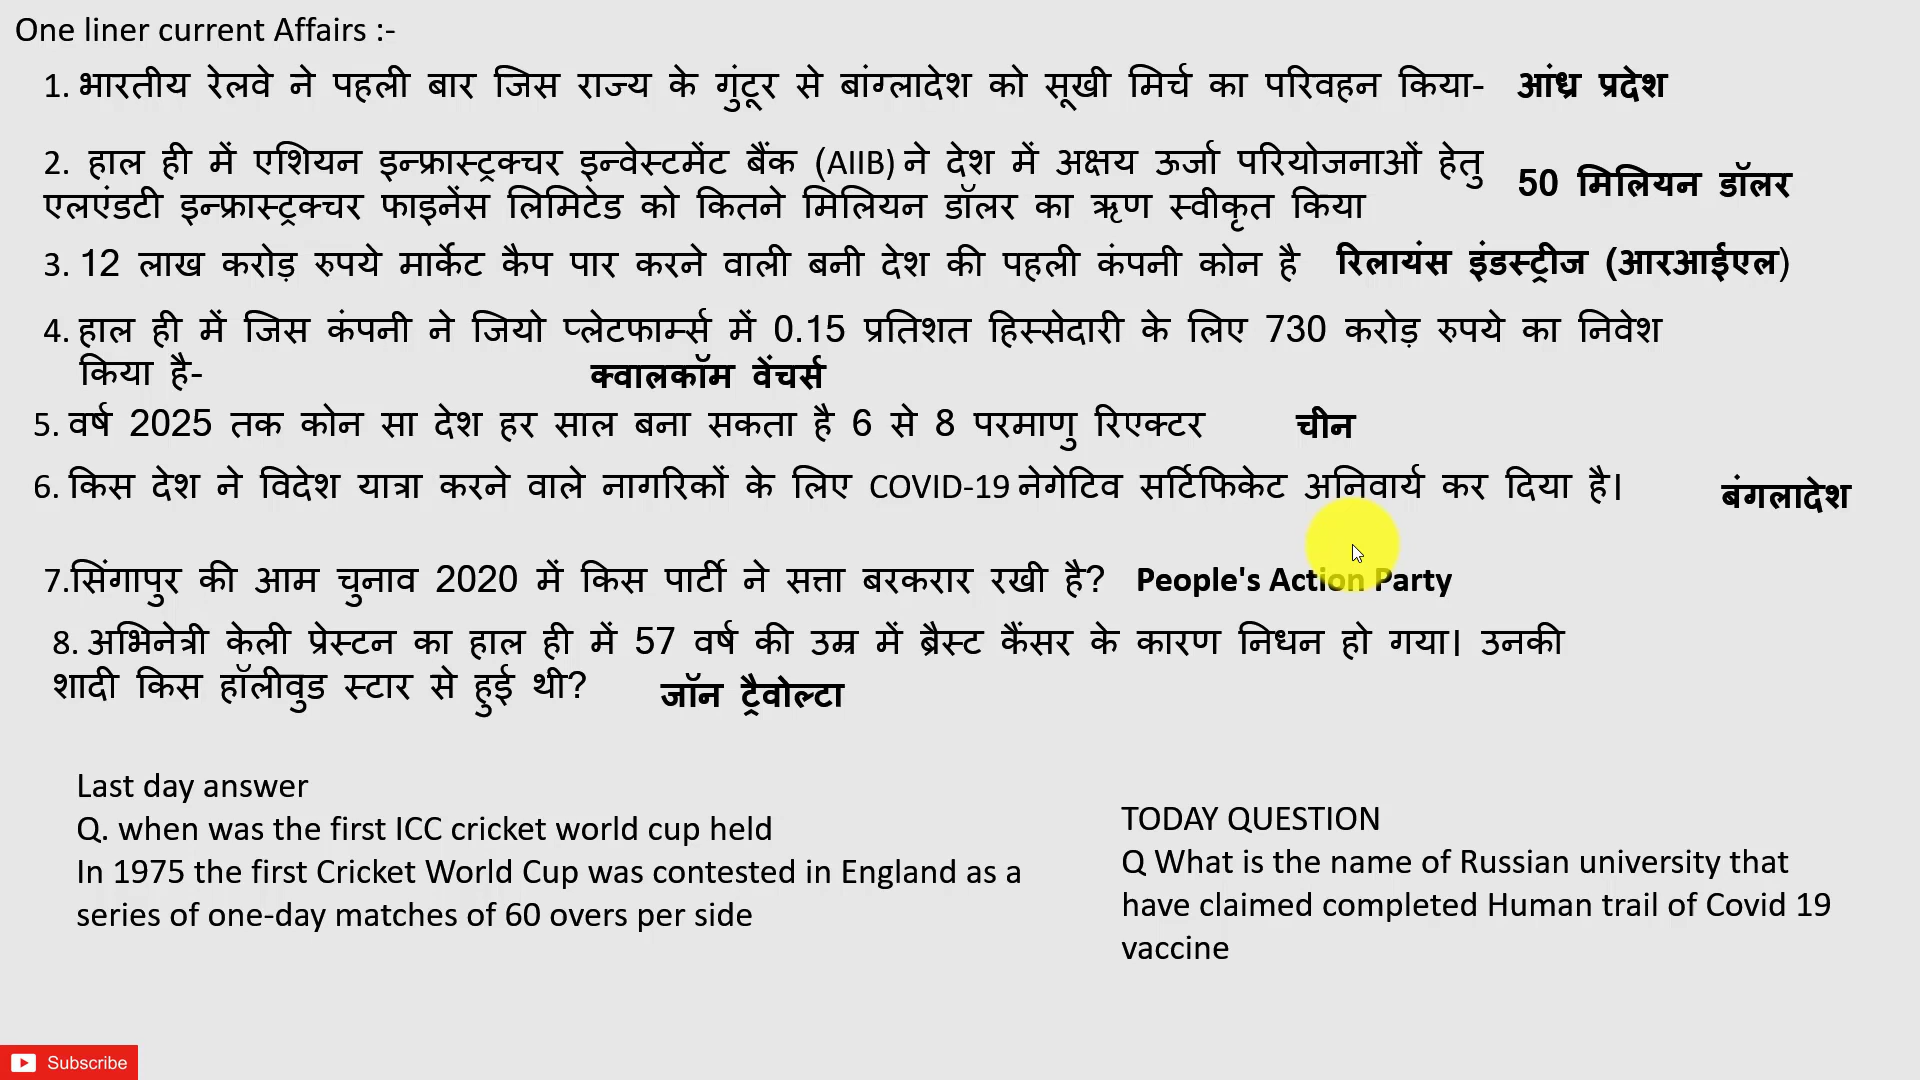 One liner current Affairs :-
1. भारतीय रेलवे ने पहली बार जिस राज्य के गुंटूर से बांग्लादेश को सूखी मिर्च का परिवहन किया- आंध्र प्रदेश
2. हाल ही में एशियन इन्फ्रास्ट्रक्चर इन्वेस्टमेंट बैंक (AIIB) ने देश में अक्षय ऊर्जा परियोजनाओं हेतु
एलएंडटी इन्फ्रास्ट्रक्चर फाइनेंस लिमिटेड को कितने मिलियन डॉलर का ऋण स्वीकृत किया
50 मिलियन डॉलर
3. 12 लाख करोड़ रुपये मार्केट कैप पार करने वाली बनी देश की पहली कंपनी कोन है रिलायंस इंडस्ट्रीज (आरआईएल)
4. हाल ही में जिस कंपनी ने जियो प्लेटफार्म्स में 0.15 प्रतिशत हिस्सेदारी के लिए 730 करोड़ रुपये का निवेश
किया है- क्वालकॉम वेंचर्स
5. वर्ष 2025 तक कोन सा देश हर साल बना सकता है 6 से 8 परमाणु रिएक्टर चीन
6. किस देश ने विदेश यात्रा करने वाले नागरिकों के लिए COVID-19 नेगेटिव सर्टिफिकेट अनिवार्य कर दिया है। बंगलादेश
7.सिंगापुर की आम चुनाव 2020 में किस पार्टी ने सत्ता बरकरार रखी है? People's Action Party
8. अभिनेत्री केली प्रेस्टन का हाल ही में 57 वर्ष की उम्र में ब्रैस्ट कैंसर के कारण निधन हो गया। उनकी
शादी किस हॉलीवुड स्टार से हुई थी? जॉन ट्रैवोल्टा
Last day answer
Q. when was the first ICC cricket world cup held
In 1975 the first Cricket World Cup was contested in England as a
series of one-day matches of 60 overs per side
TODAY QUESTION
Q What is the name of Russian university that
have claimed completed Human trail of Covid 19
vaccine
Subscribe